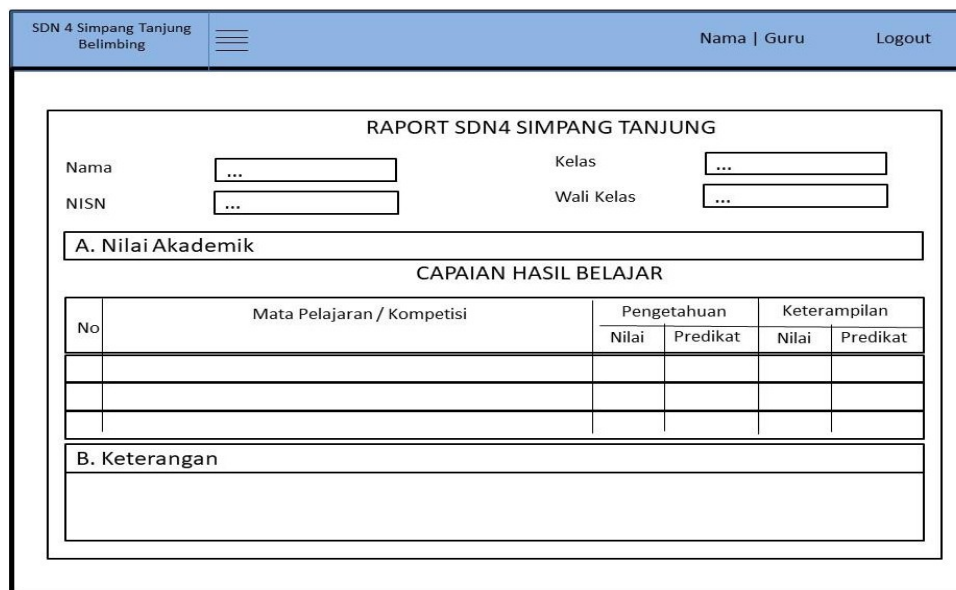 SDN 4 Simpang Tanjung
Belimbing
Nama | Guru
Logout
RAPORT SDN4 SIMPANG TANJUNG
Nama
...
Kelas
...
NISN
...
Wali Kelas
...
A. Nilai Akademik
CAPAIAN HASIL BELAJAR
No
Mata Pelajaran / Kompetisi
Pengetahuan
Keterampilan
Nilai
Predikat
Nilai
Predikat
B. Keterangan